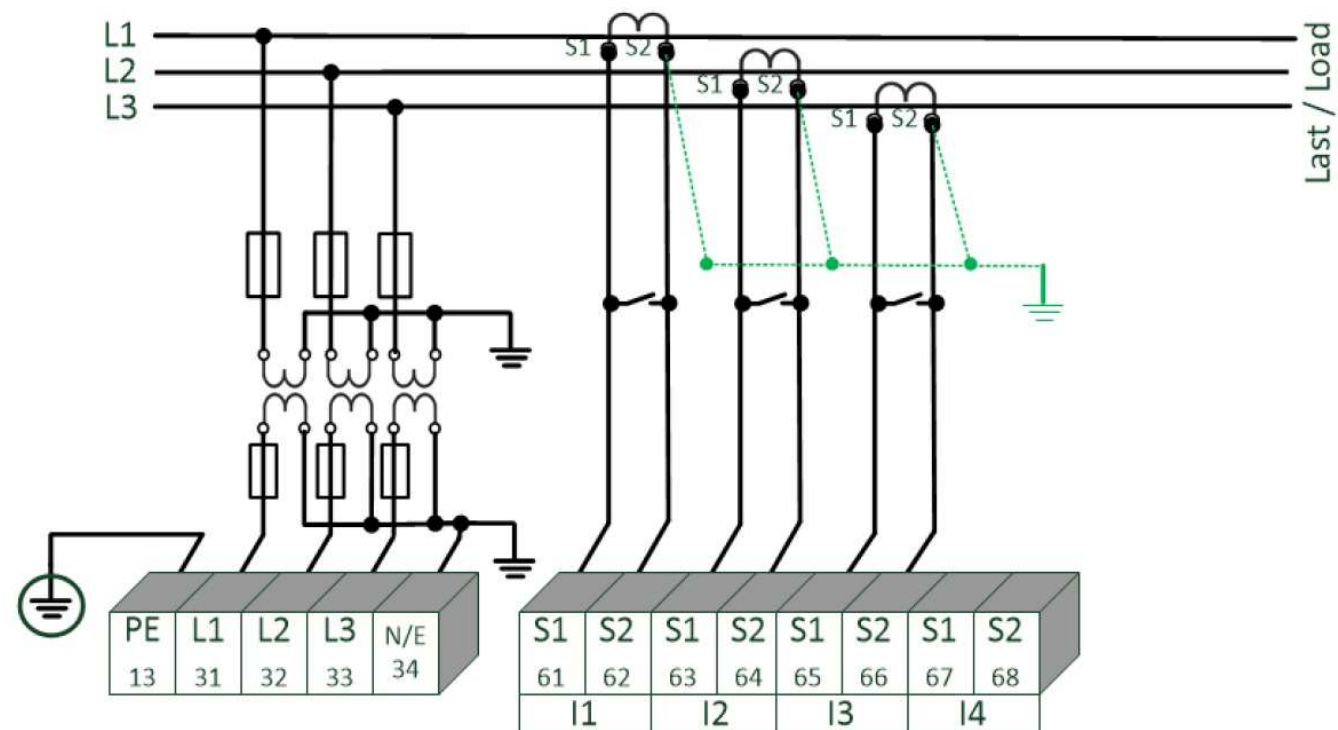 L1
L2
L3
S1 S2
S1 S2
S1 S2
Last / Load
PE L1 L2 L3 N/E
13 31 32 33 34
S1 S2 S1 S2 S1 S2 S1 S2
61 62 63 64 65 66 67 68
I1 I2 I3 I4